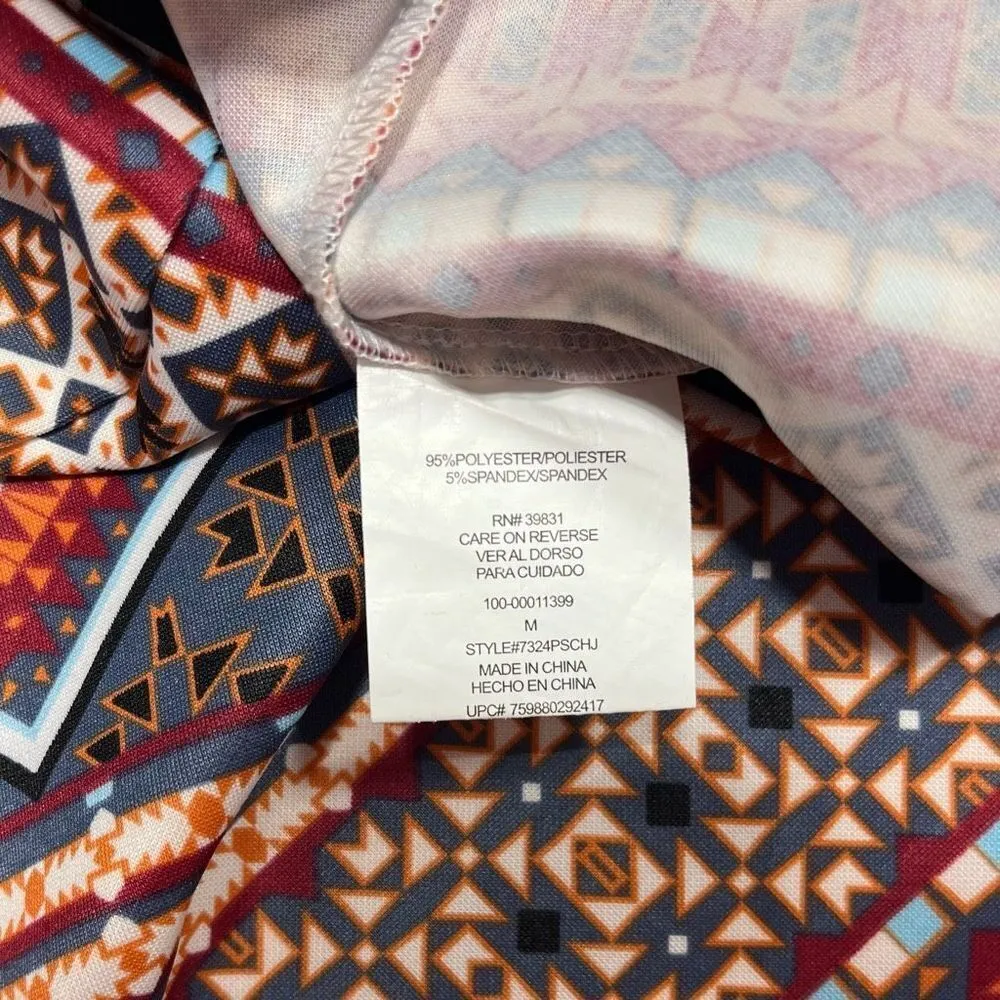 95%POLYESTER/POLIESTER
5%SPANDEX/SPANDEX
RN# 39831
CARE ON REVERSE
VER AL DORSO
PARA CUIDADO
100-00011399
M
STYLE#7324PSCHJ
MADE IN CHINA
HECHO EN CHINA
UPC# 759880292417